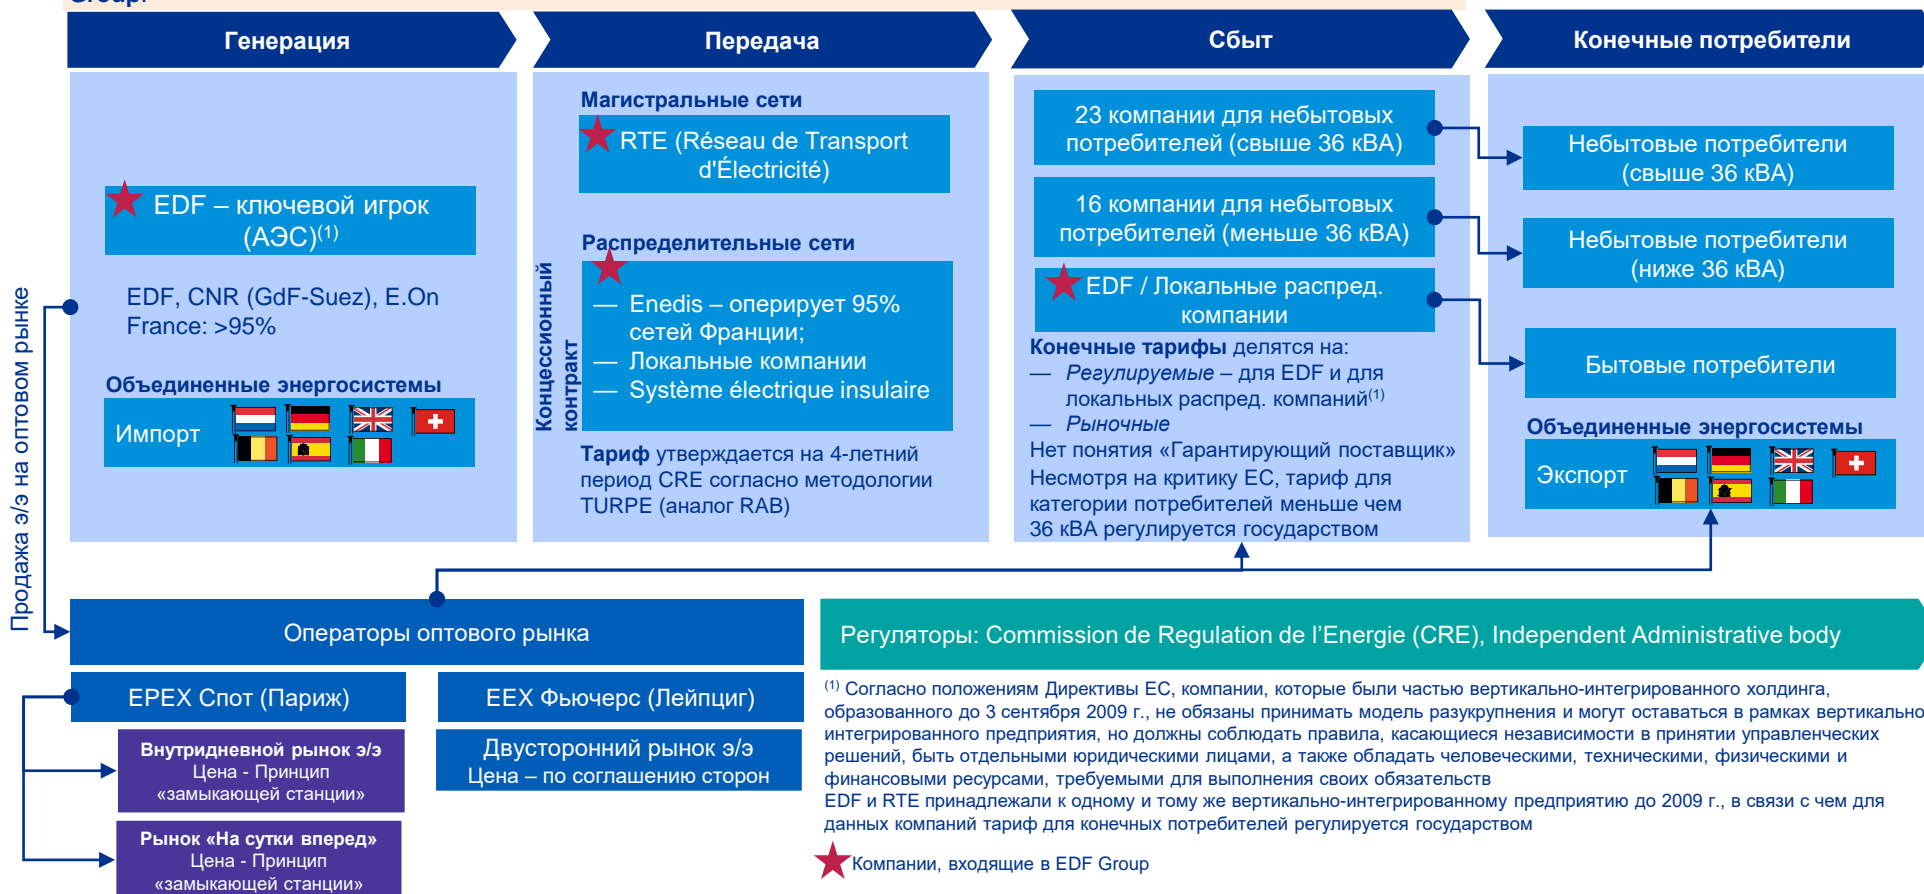 Group.
Генерация
Передача
Сбыт
Конечные потребители
Продажа э/э на оптовом рынке
EDF – ключевой игрок
(АЭС)(1)
EDF, CNR (GdF-Suez), E.On
France: >95%
Объединенные энергосистемы
Импорт
Магистральные сети
RTE (Réseau de Transport
d'Électricité)
Распределительные сети
Концессионный
контракт
— Enedis – оперирует 95%
сетей Франции;
— Локальные компании
— Système électrique insulaire
Тариф утверждается на 4-летний
период CRE согласно методологии
TURPE (аналог RAB)
23 компании для небытовых
потребителей (свыше 36 кВА)
16 компании для небытовых
потребителей (меньше 36 кВА)
EDF / Локальные распред.
компании
Конечные тарифы делятся на:
— Регулируемые – для EDF и для
локальных распред. компаний(1)
— Рыночные
Нет понятия «Гарантирующий поставщик»
Несмотря на критику ЕС, тариф для
категории потребителей меньше чем
36 кВА регулируется государством
Небытовые потребители
(свыше 36 кВА)
Небытовые потребители
(ниже 36 кВА)
Бытовые потребители
Объединенные энергосистемы
Экспорт
Операторы оптового рынка
EPEX Спот (Париж)
EEX Фьючерс (Лейпциг)
Внутридневной рынок э/э
Цена - Принцип
«замыкающей станции»
Рынок «На сутки вперед»
Цена - Принцип
«замыкающей станции»
Двусторонний рынок э/э
Цена – по соглашению сторон
Регуляторы: Commission de Regulation de l’Energie (CRE), Independent Administrative body
(1) Согласно положениям Директивы ЕС, компании, которые были частью вертикально-интегрированного холдинга,
образованного до 3 сентября 2009 г., не обязаны принимать модель разукрупнения и могут оставаться в рамках вертикально
интегрированного предприятия, но должны соблюдать правила, касающиеся независимости в принятии управленческих
решений, быть отдельными юридическими лицами, а также обладать человеческими, техническими, физическими и
финансовыми ресурсами, требуемыми для выполнения своих обязательств
EDF и RTE принадлежали к одному и тому же вертикально-интегрированному предприятию до 2009 г., в связи с чем для
данных компаний тариф для конечных потребителей регулируется государством
Компании, входящие в EDF Group